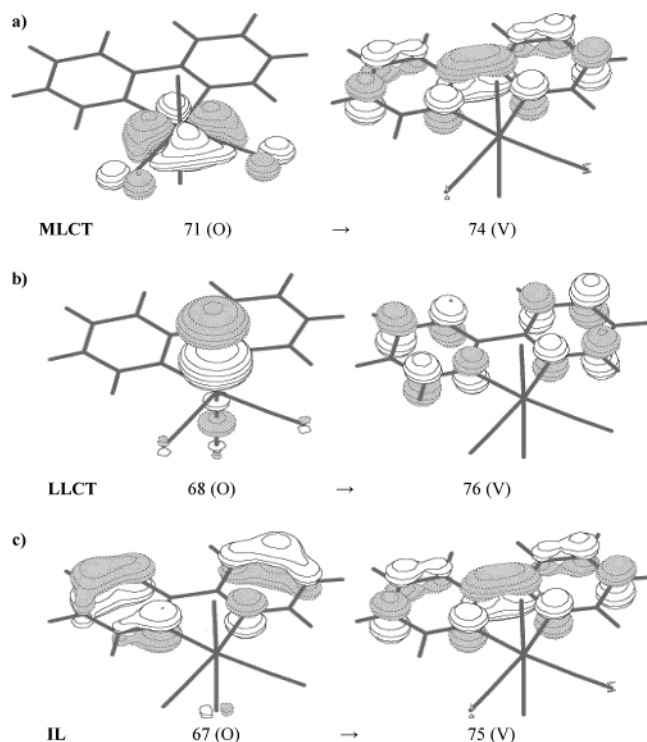 a)
MLCT 71 (O) → 74 (V)
b)
LLCT 68 (O) → 76 (V)
c)
IL 67 (O) → 75 (V)